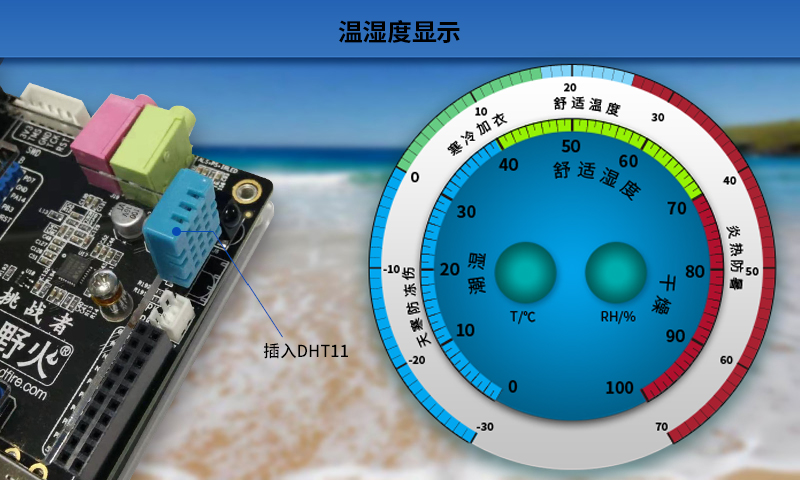 温湿度显示
SWD
挑战者
野火®
dfire.com
插入DHT11
寒冷加衣
舒适温度
炎热防暑
天寒防冻伤
-30
-20
-10
0
10
20
30
40
50
60
70
舒适湿度
潮湿
干燥
0
10
20
30
40
50
60
70
80
90
100
T/℃
RH/%